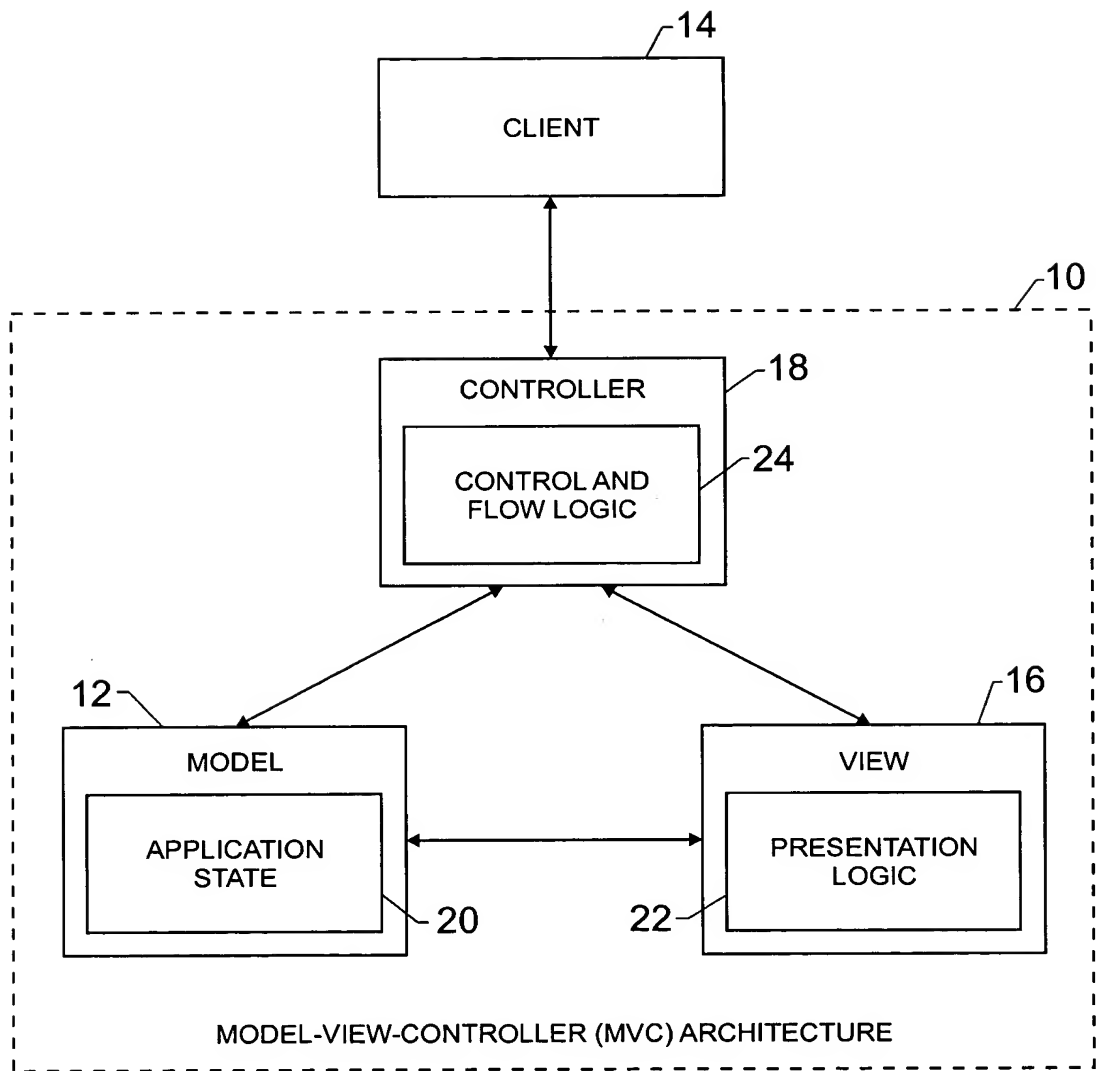 14
CLIENT
10
CONTROLLER
18
CONTROL AND
FLOW LOGIC
24
12
MODEL
APPLICATION
STATE
20
16
VIEW
PRESENTATION
LOGIC
22
MODEL-VIEW-CONTROLLER (MVC) ARCHITECTURE